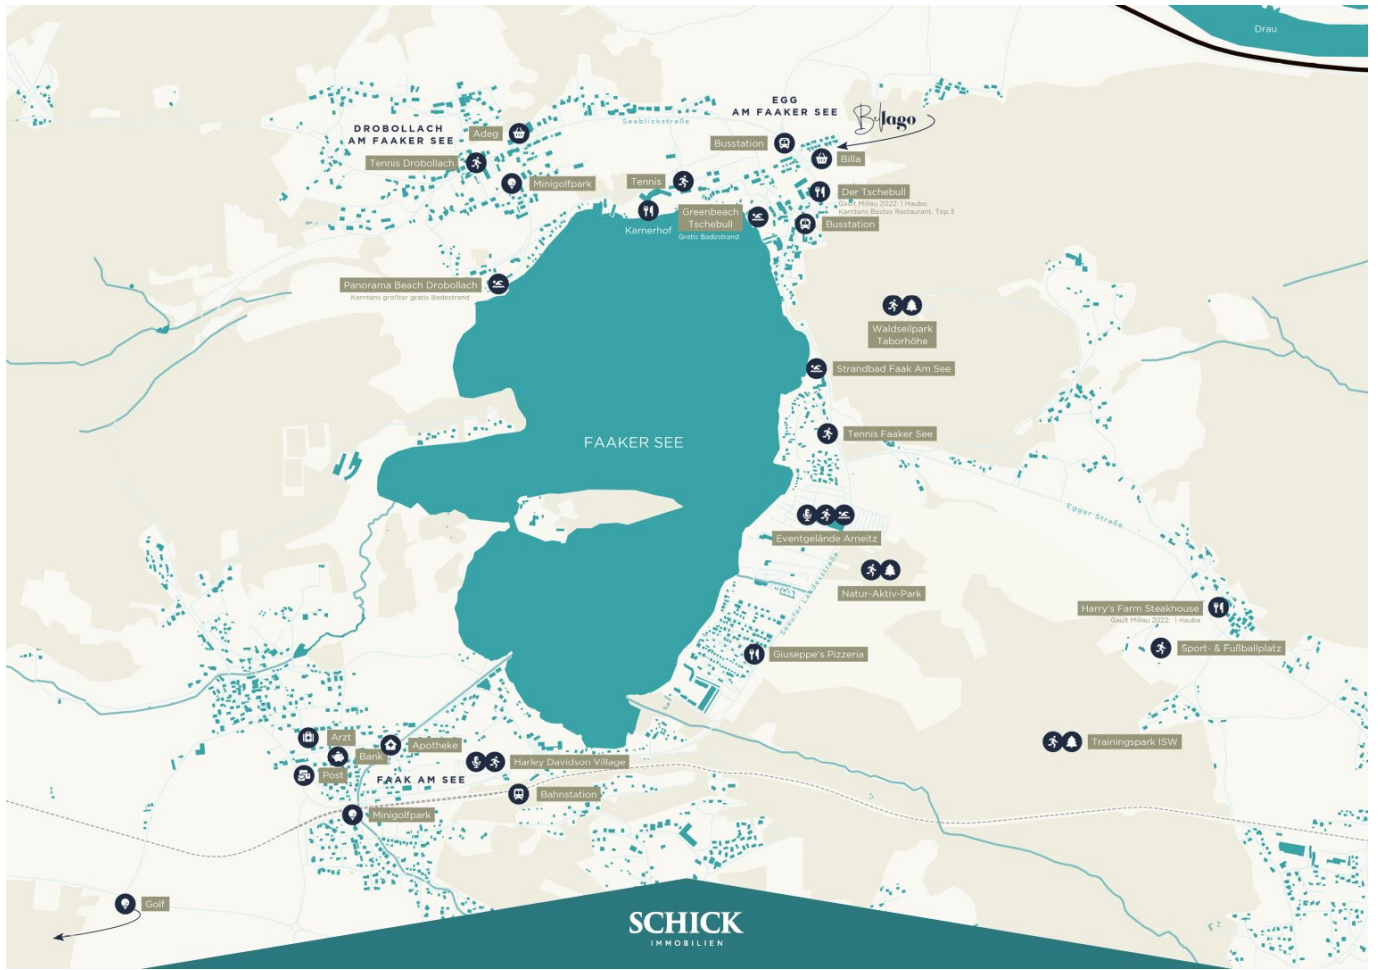 Drau
EGG
AM FAAKER SEE
Bellago
Seeblickstraße
DROBOLLACH
AM FAAKER SEE
Adeg
Busstation
Billa
Tennis Drobollach
Minigolfpark
Tennis
Der Tschebull
Gault Millau 2022: 1 Haube;
Kärntens Bestes Restaurant, Top 3
Greenbeach
Tschebull
Gratis Badestrand
Karnerhof
Busstation
Panorama Beach Drobollach
Kärntens größter gratis Badestrand
Waldseilpark
Taborhöhe
Strandbad Faak Am See
Tennis Faaker See
FAAKER SEE
Egger Straße
Eventgelände Arneitz
Seeufer Landesstraße
Natur-Aktiv-Park
Harry's Farm Steakhouse
Gault Millau 2022: 1 Haube
Sport- & Fußballplatz
Giuseppe's Pizzeria
Arzt
Apotheke
Bank
Post
FAAK AM SEE
Harley Davidson Village
Bahnstation
Trainingspark ISW
Minigolfpark
Golf
SCHICK
IMMOBILIEN